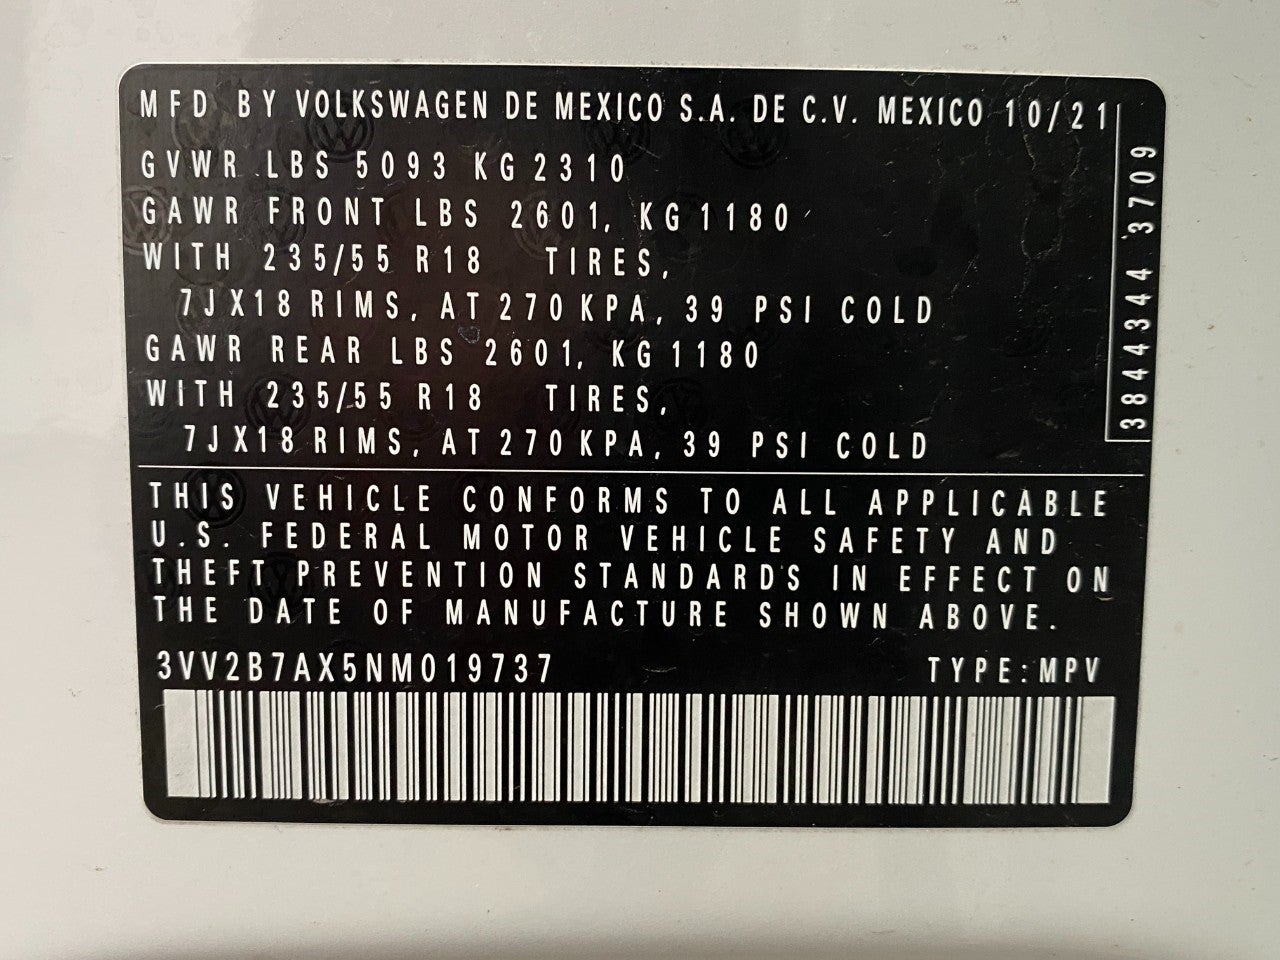 MFD BY VOLKSWAGEN DE MEXICO S.A. DE C.V. MEXICO 10/21
GVWR LBS 5093 KG 2310
GAWR FRONT LBS 2601, KG 1180
WITH 235/55 R18 TIRES,
7JX18 RIMS, AT 270 KPA, 39 PSI COLD
GAWR REAR LBS 2601, KG 1180
WITH 235/55 R18 TIRES,
7JX18 RIMS, AT 270 KPA, 39 PSI COLD
3844344 3709
THIS VEHICLE CONFORMS TO ALL APPLICABLE
U.S. FEDERAL MOTOR VEHICLE SAFETY AND
THEFT PREVENTION STANDARDS IN EFFECT ON
THE DATE OF MANUFACTURE SHOWN ABOVE.
3VV2B7AX5NM019737 TYPE: MPV